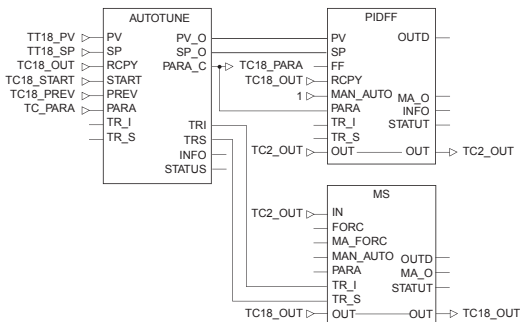 AUTOTUNE
TT18_PV PV PV_O
TT18_SP SP SP_O
TC18_OUT RCPY PARA_C TC18_PARA
TC18_START START
TC18_PREV PREV
TC_PARA PARA
TR_I
TR_S TRI
TRS
INFO
STATUS
PIDFF
PV OUTD
SP
FF
TC18_OUT RCPY
1 MAN_AUTO MA_O
PARA INFO
TR_I STATUT
TR_S
TC2_OUT OUT OUT TC2_OUT
MS
TC2_OUT IN
FORC
MA_FORC
MAN_AUTO OUTD
PARA MA_O
TR_I STATUT
TR_S
TC18_OUT OUT OUT TC18_OUT